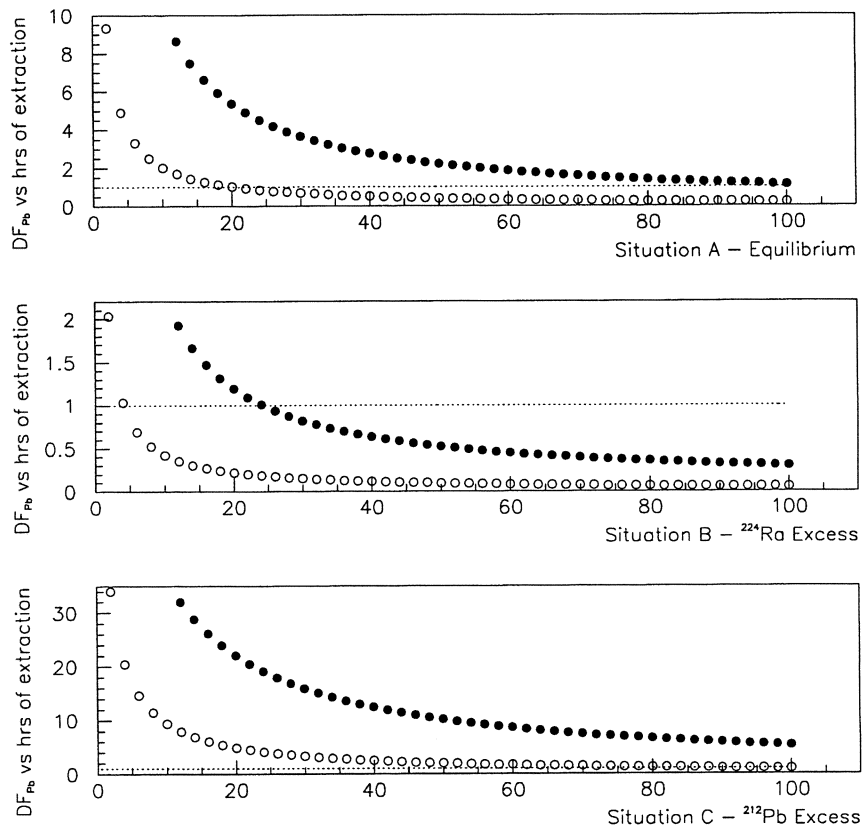 DF_Pb vs hrs of extraction
10
8
6
4
2
0
0 20 40 60 80 100
Situation A – Equilibrium
DF_Pb vs hrs of extraction
2
1.5
1
0.5
0
0 20 40 60 80 100
Situation B – ²²⁴Ra Excess
DF_Pb vs hrs of extraction
30
20
10
0
0 20 40 60 80 100
Situation C – ²¹²Pb Excess